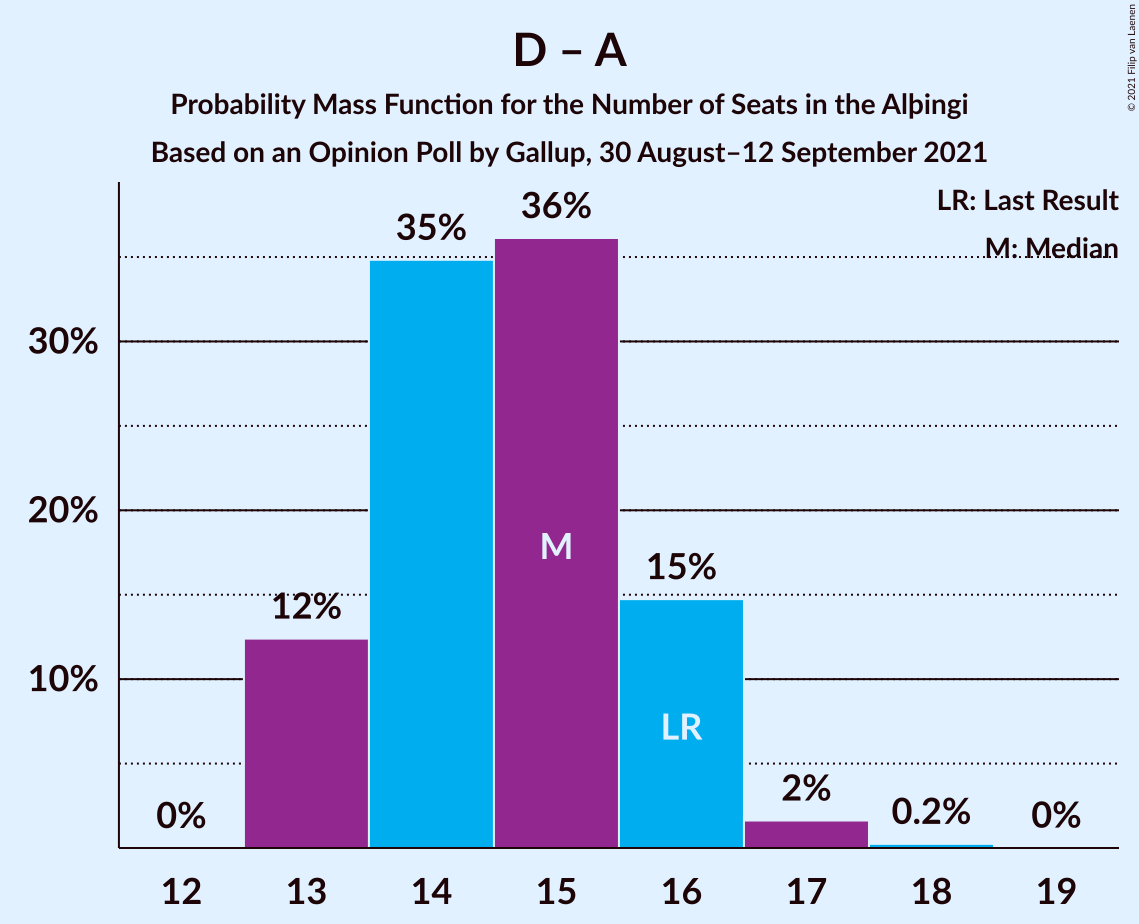 D – A
Probability Mass Function for the Number of Seats in the Alþingi
Based on an Opinion Poll by Gallup, 30 August–12 September 2021
© 2021 Filip van Laenen
LR: Last Result
M: Median
36%
35%
30%
20%
15%
M
12%
10%
LR
2%
0.2%
0%
0%
12 13 14 15 16 17 18 19